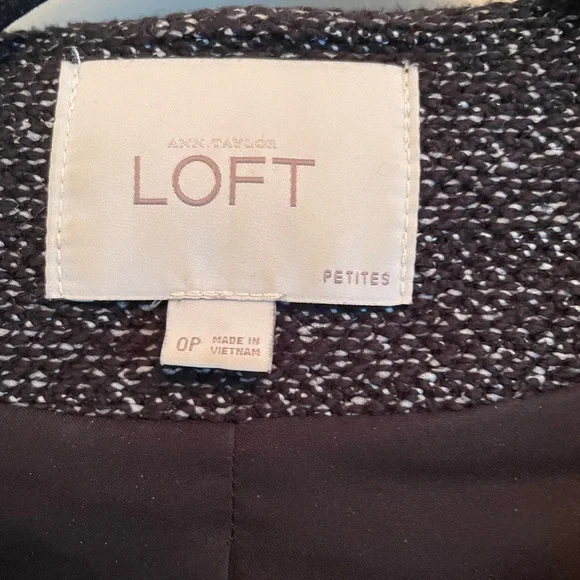 ANN TAYLOR
LOFT
PETITES
0P MADE IN
VIETNAM